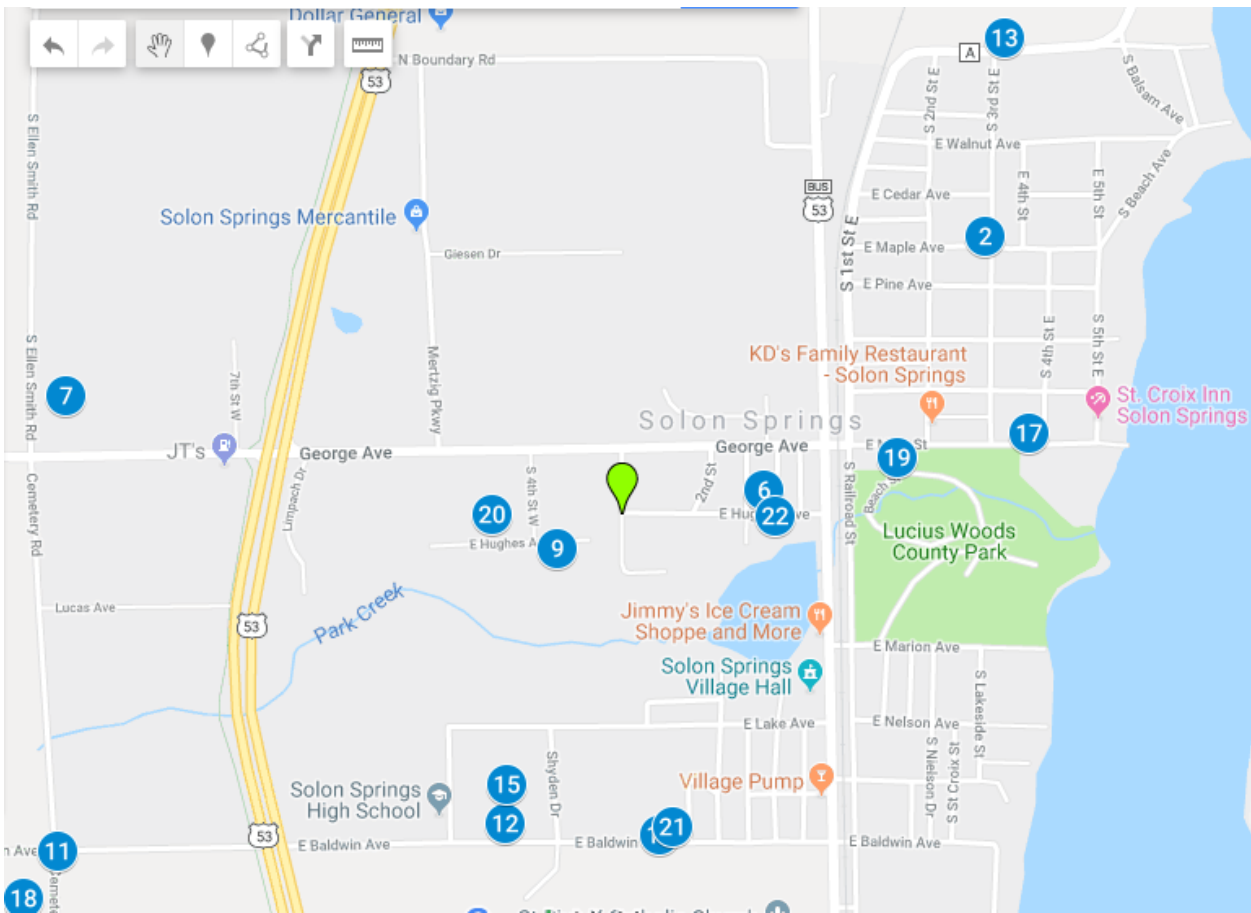 Dollar General
N Boundary Rd
53
13
A
S Balsam Ave
S 2nd St E
S 3rd St E
E Walnut Ave
S Ellen Smith Rd
E 4th St
E 5th St
S Beach Ave
BUS
53
E Cedar Ave
Solon Springs Mercantile
S 1st St E
2
E Maple Ave
Giesen Dr
E Pine Ave
S Ellen Smith Rd
7th St W
Mertzig Pkwy
S 4th St E
S 5th St E
KD's Family Restaurant
- Solon Springs
7
St. Croix Inn
Solon Springs
Solon Springs
17
JT's
George Ave
George Ave
19
Cemetery Rd
Limpach Dr
S 4th St W
2nd St
6
S Railroad St
20
22
Lucius Woods
County Park
E Hughes
9
Lucas Ave
Park Creek
Jimmy's Ice Cream
Shoppe and More
53
E Marion Ave
Solon Springs
Village Hall
S Lakeside St
E Lake Ave
E Nelson Ave
S Nielson Dr
S St Croix St
Shyden Dr
15
Solon Springs
High School
Village Pump
12
21
53
E Baldwin Ave
E Baldwin
E Baldwin Ave
11
18